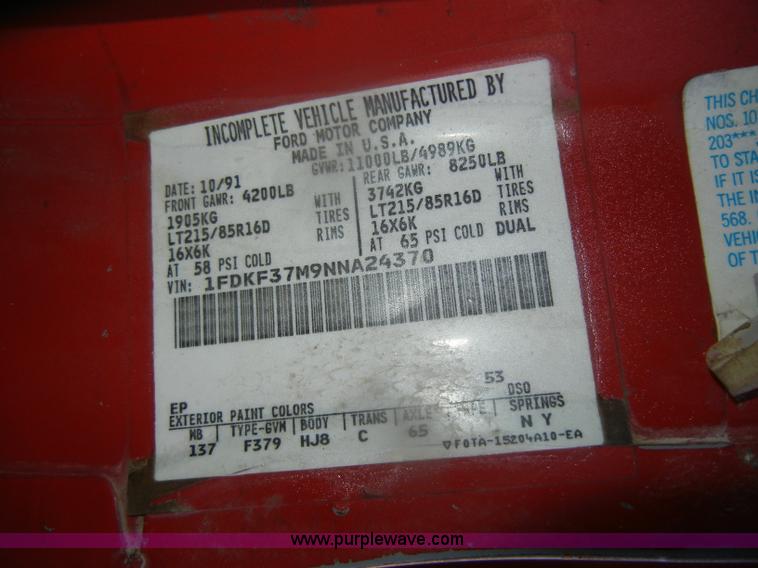 INCOMPLETE VEHICLE MANUFACTURED BY
FORD MOTOR COMPANY
MADE IN U.S.A.
GVWR:11000LB/4989KG
DATE: 10/91
FRONT GAWR: 4200LB
1905KG WITH
LT215/85R16D TIRES
16X6K RIMS
AT 58 PSI COLD
REAR GAWR: 8250LB
3742KG WITH
LT215/85R16D TIRES
16X6K RIMS
AT 65 PSI COLD DUAL
VIN: 1FDKF37M9NNA24370
EP 53
EXTERIOR PAINT COLORS DSO
WB TYPE-GVM BODY TRANS AXLE SPRINGS
137 F379 HJ8 C 65 N Y
F0TA-15204A10-EA
THIS CH
NOS. 10
203***
TO STA
IF IT IS
THE IN
568.
VEHI
OF T
www.purplewave.com